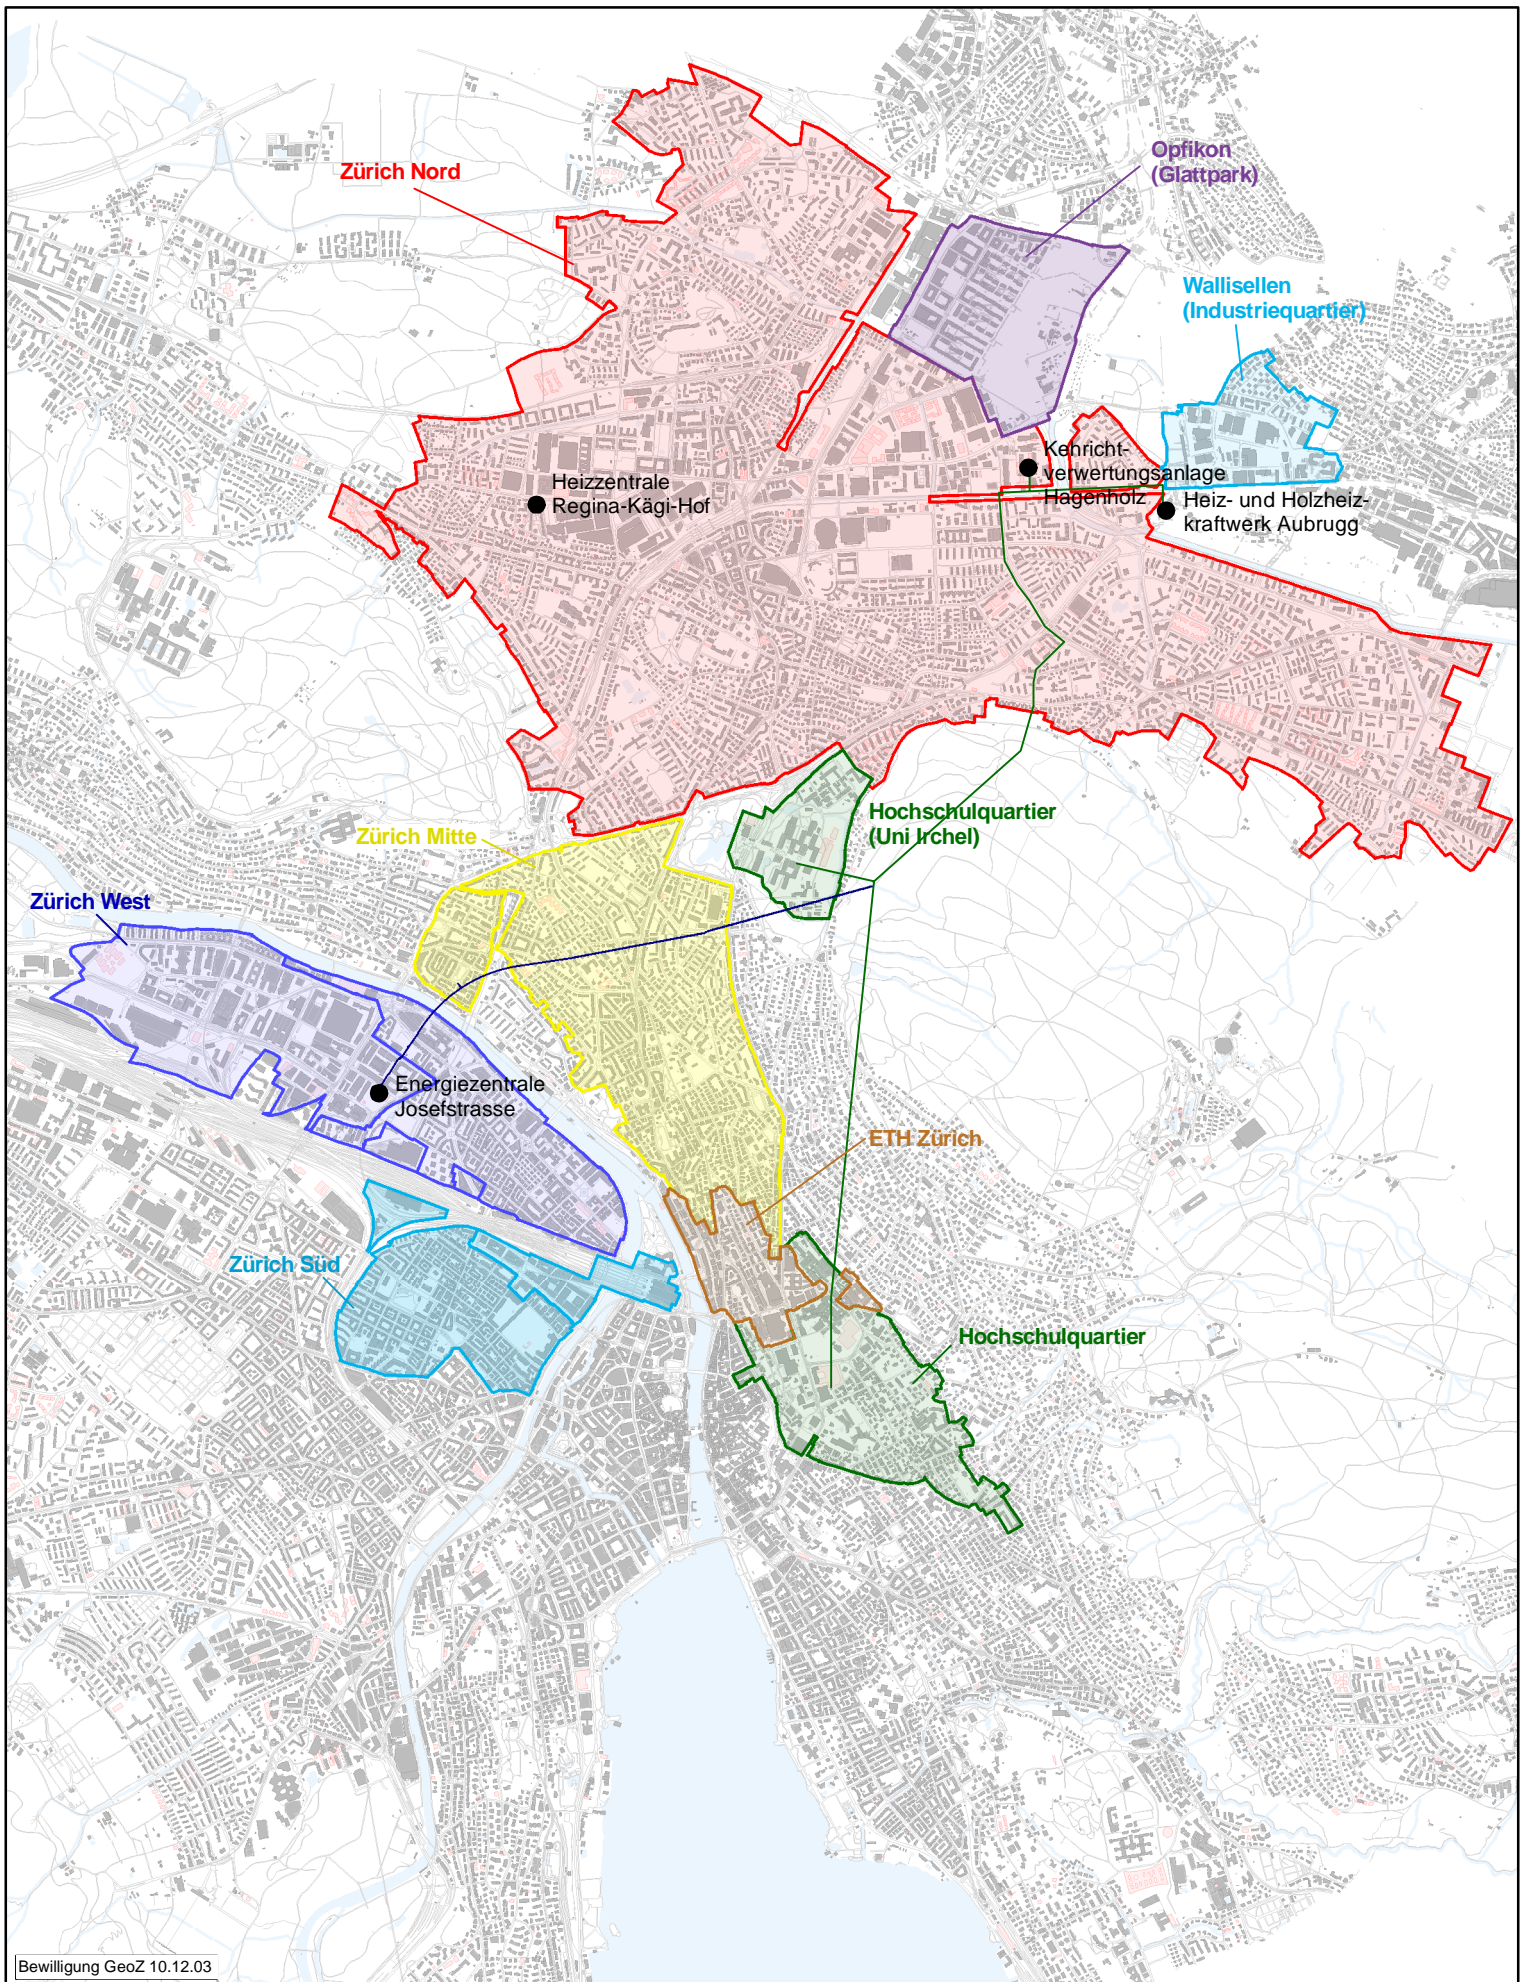 Opfikon
(Glattpark)
Zürich Nord
Wallisellen
(Industriequartier)
Kehricht-
verwertungsanlage
Hagenholz
Heizzentrale
Regina-Kägi-Hof
Heiz- und Holzheiz-
kraftwerk Aubrugg
Hochschulquartier
(Uni Irchel)
Zürich Mitte
Zürich West
Energiezentrale
Josefstrasse
ETH Zürich
Zürich Süd
Hochschulquartier
Bewilligung GeoZ 10.12.03